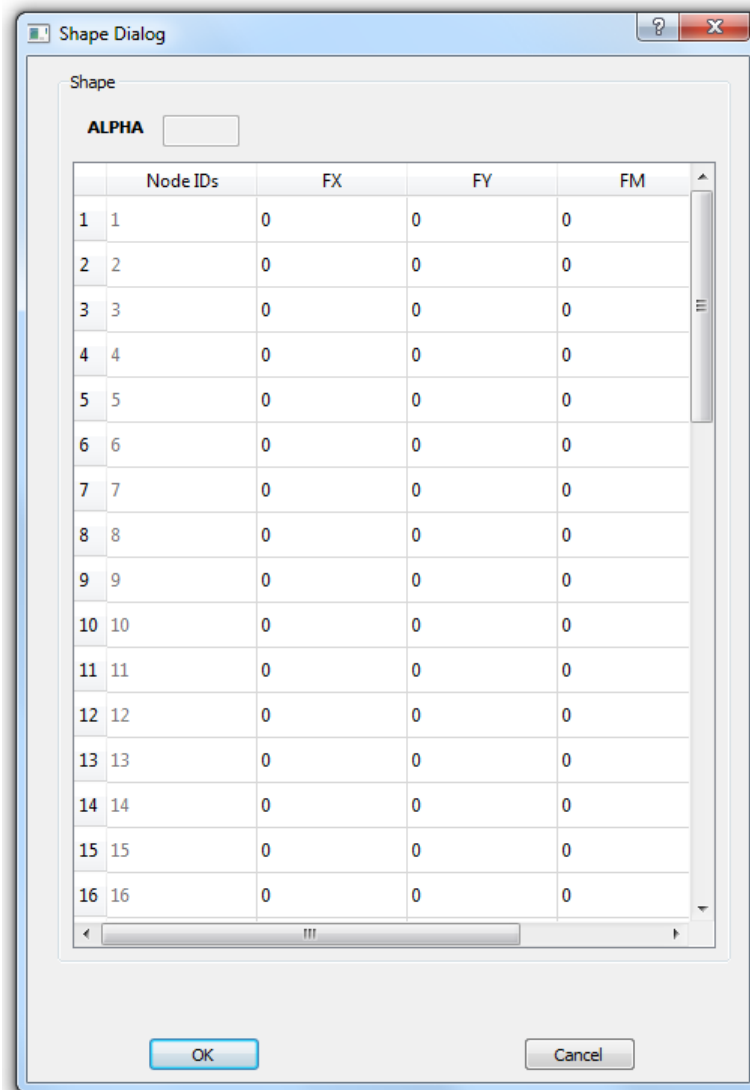 Shape Dialog
Shape
ALPHA
Node IDs FX FY FM
1 1 0 0 0
2 2 0 0 0
3 3 0 0 0
4 4 0 0 0
5 5 0 0 0
6 6 0 0 0
7 7 0 0 0
8 8 0 0 0
9 9 0 0 0
10 10 0 0 0
11 11 0 0 0
12 12 0 0 0
13 13 0 0 0
14 14 0 0 0
15 15 0 0 0
16 16 0 0 0
OK Cancel